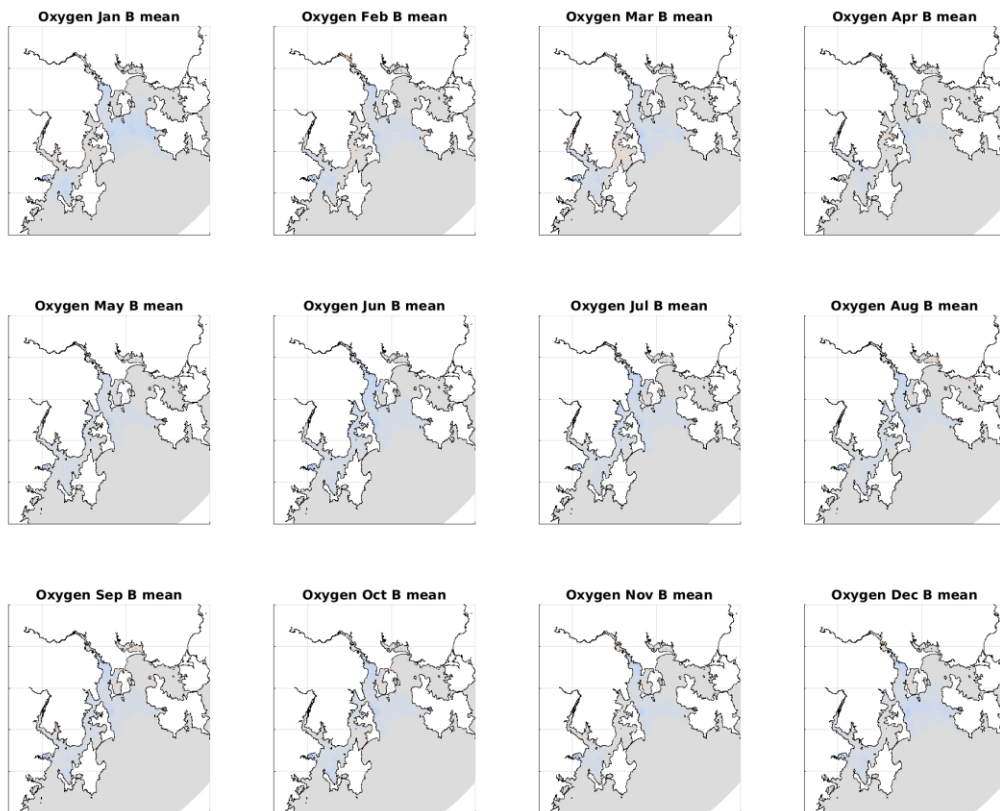 Oxygen Jan B mean
Oxygen Feb B mean
Oxygen Mar B mean
Oxygen Apr B mean
Oxygen May B mean
Oxygen Jun B mean
Oxygen Jul B mean
Oxygen Aug B mean
Oxygen Sep B mean
Oxygen Oct B mean
Oxygen Nov B mean
Oxygen Dec B mean